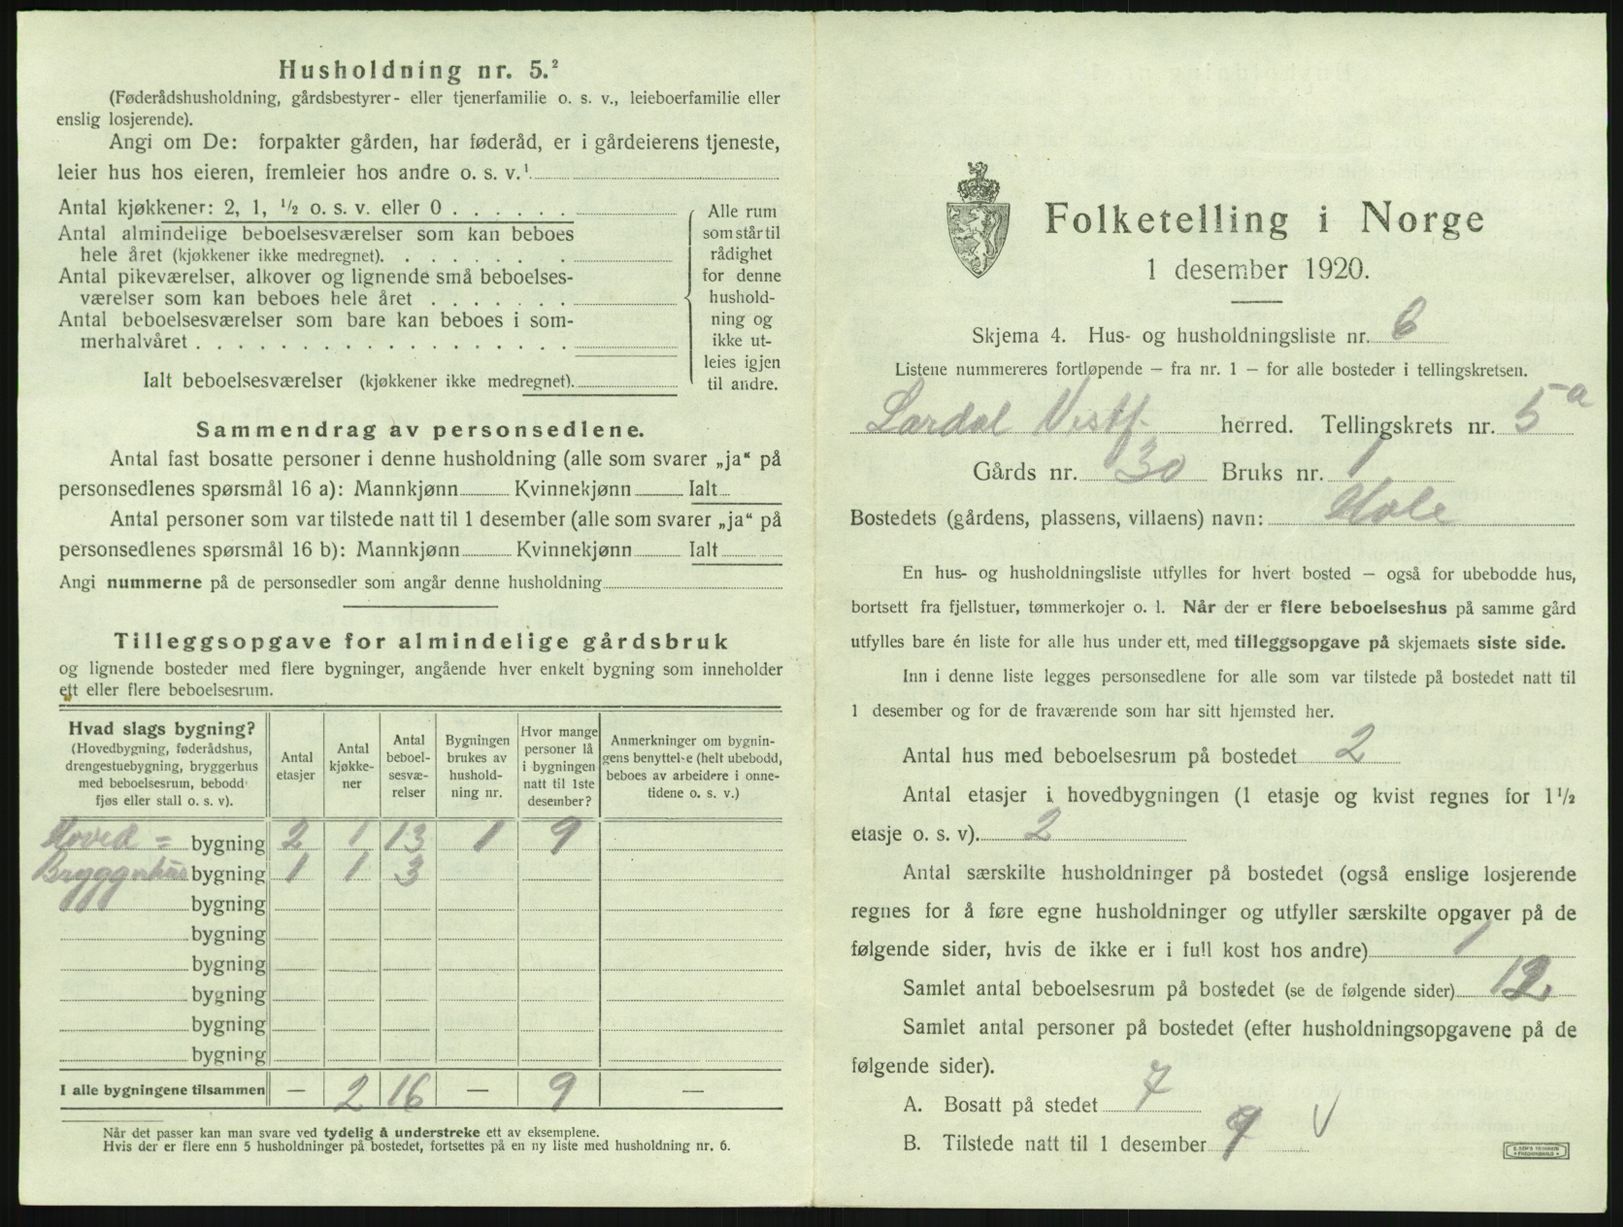 Husholdning nr. 5.²
(Føderådshusholdning, gårdsbestyrer- eller tjenerfamilie o. s. v., leieboerfamilie eller
enslig losjerende).
Angi om De: forpakter gården, har føderåd, er i gårdeierens tjeneste,
leier hus hos eieren, fremleier hos andre o. s. v.¹
Antal kjøkkener: 2, 1, ½ o. s. v. eller 0 . . . . . .
Antal almindelige beboelsesværelser som kan beboes
hele året (kjøkkener ikke medregnet). . . . . . . .
Antal pikeværelser, alkover og lignende små beboelses-
værelser som kan beboes hele året . . . . . . .
Antal beboelsesværelser som bare kan beboes i som-
merhalvåret . . . . . . . . . . . . . . . . . .
Ialt beboelsesværelser (kjøkkener ikke medregnet).
Alle rum
som står til
rådighet
for denne
hushold-
ning og
ikke ut-
leies igjen
til andre.
Sammendrag av personsedlene.
Antal fast bosatte personer i denne husholdning (alle som svarer „ja“ på
personsedlenes spørsmål 16 a): Mannkjønn Kvinnekjønn Ialt
Antal personer som var tilstede natt til 1 desember (alle som svarer „ja“ på
personsedlenes spørsmål 16 b): Mannkjønn Kvinnekjønn Ialt
Angi nummerne på de personsedler som angår denne husholdning
Tilleggsopgave for almindelige gårdsbruk
og lignende bosteder med flere bygninger, angående hver enkelt bygning som inneholder
ett eller flere beboelsesrum.
Hvad slags bygning?
(Hovedbygning, føderådshus,
drengestuebygning, bryggerhus
med beboelsesrum, bebodd
fjøs eller stall o. s. v).
Antal
etasjer
Antal
kjøkke-
ner
Antal
beboel-
sesvæ-
relser
Bygningen
brukes av
hushold-
ning nr.
Hvor mange
personer lå
i bygningen
natt til 1ste
desember?
Anmerkninger om bygnin-
gens benyttelse (helt ubebodd,
beboes av arbeidere i onne-
tidene o. s. v.)
Hoved = bygning 2 1 13 1 9
Bryggerhus bygning 1 1 3
bygning
bygning
bygning
bygning
bygning
bygning
I alle bygningene tilsammen — 2 16 — 9 —
Når det passer kan man svare ved tydelig å understreke ett av eksemplene.
Hvis der er flere enn 5 husholdninger på bostedet, fortsettes på en ny liste med husholdning nr. 6.
Folketelling i Norge
1 desember 1920.
Skjema 4. Hus- og husholdningsliste nr. 6
Listene nummereres fortløpende — fra nr. 1 — for alle bosteder i tellingskretsen.
Lardal Vestf. herred. Tellingskrets nr. 5a
Gårds nr. 30 Bruks nr. 1
Bostedets (gårdens, plassens, villaens) navn: Hole
En hus- og husholdningsliste utfylles for hvert bosted — også for ubebodde hus,
bortsett fra fjellstuer, tømmerkojer o. l. Når der er flere beboelseshus på samme gård
utfylles bare én liste for alle hus under ett, med tilleggsopgave på skjemaets siste side.
Inn i denne liste legges personsedlene for alle som var tilstede på bostedet natt til
1 desember og for de fraværende som har sitt hjemsted her.
Antal hus med beboelsesrum på bostedet 2
Antal etasjer i hovedbygningen (1 etasje og kvist regnes for 1½
etasje o. s. v). 2
Antal særskilte husholdninger på bostedet (også enslige losjerende
regnes for å føre egne husholdninger og utfyller særskilte opgaver på de
følgende sider, hvis de ikke er i full kost hos andre) 1
Samlet antal beboelsesrum på bostedet (se de følgende sider)
Samlet antal personer på bostedet (efter husholdningsopgavene på de
følgende sider).
A. Bosatt på stedet 7
B. Tilstede natt til 1 desember 9 V